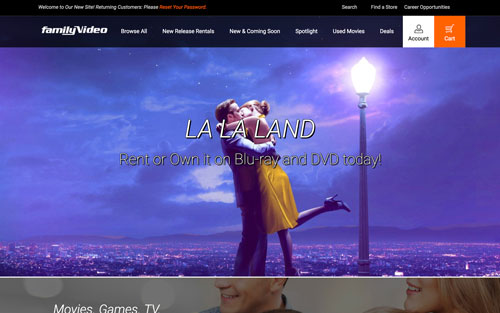 Welcome to Our New Site! Returning Customers: Please Reset Your Password.
Search
Find a Store
Career Opportunities
familyVideo
Browse All
New Release Rentals
New & Coming Soon
Spotlight
Used Movies
Deals
Account
Cart
LA LA LAND
Rent or Own it on Blu-ray and DVD today!
Movies, Games, TV